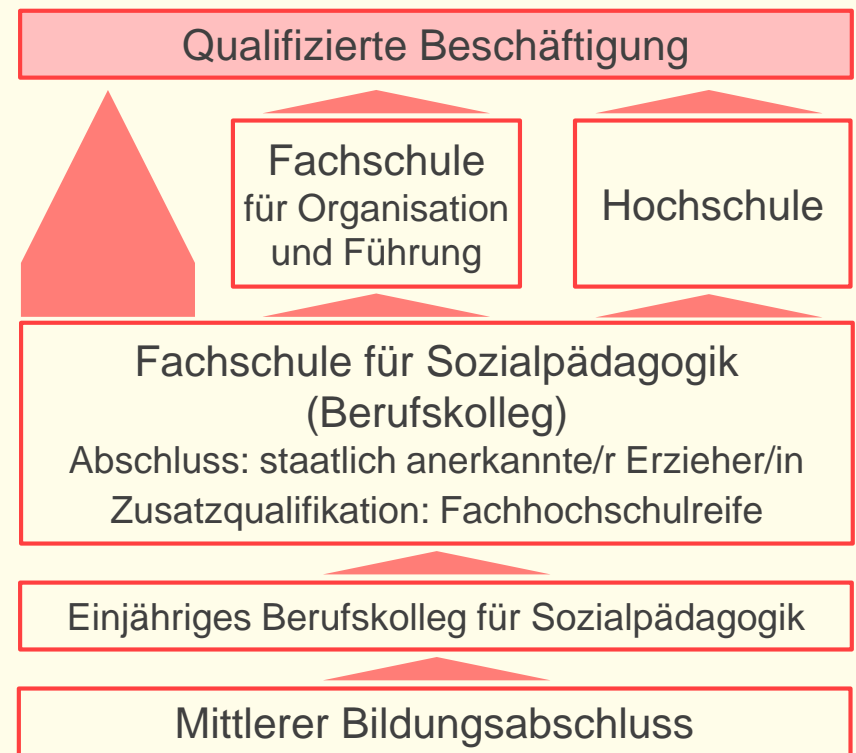 Qualifizierte Beschäftigung
Fachschule
für Organisation
und Führung
Hochschule
Fachschule für Sozialpädagogik
(Berufskolleg)
Abschluss: staatlich anerkannte/r Erzieher/in
Zusatzqualifikation: Fachhochschulreife
Einjähriges Berufskolleg für Sozialpädagogik
Mittlerer Bildungsabschluss